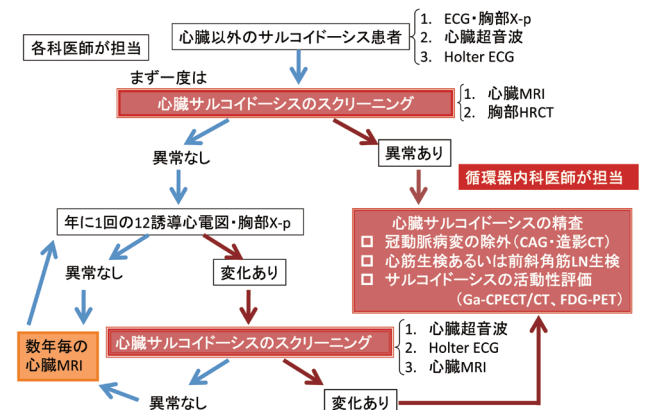 各科医師が担当
心臓以外のサルコイドーシス患者
1. ECG・胸部X-p
2. 心臓超音波
3. Holter ECG
まず一度は
心臓サルコイドーシスのスクリーニング
1. 心臓MRI
2. 胸部HRCT
異常なし
異常あり
循環器内科医師が担当
年に1回の12誘導心電図・胸部X-p
心臓サルコイドーシスの精査
□ 冠動脈病変の除外（CAG・造影CT）
□ 心筋生検あるいは前斜角筋LN生検
□ サルコイドーシスの活動性評価
（Ga-CPECT/CT、FDG-PET）
異常なし
変化あり
数年毎の
心臓MRI
心臓サルコイドーシスのスクリーニング
1. 心臓超音波
2. Holter ECG
3. 心臓MRI
異常なし
変化あり